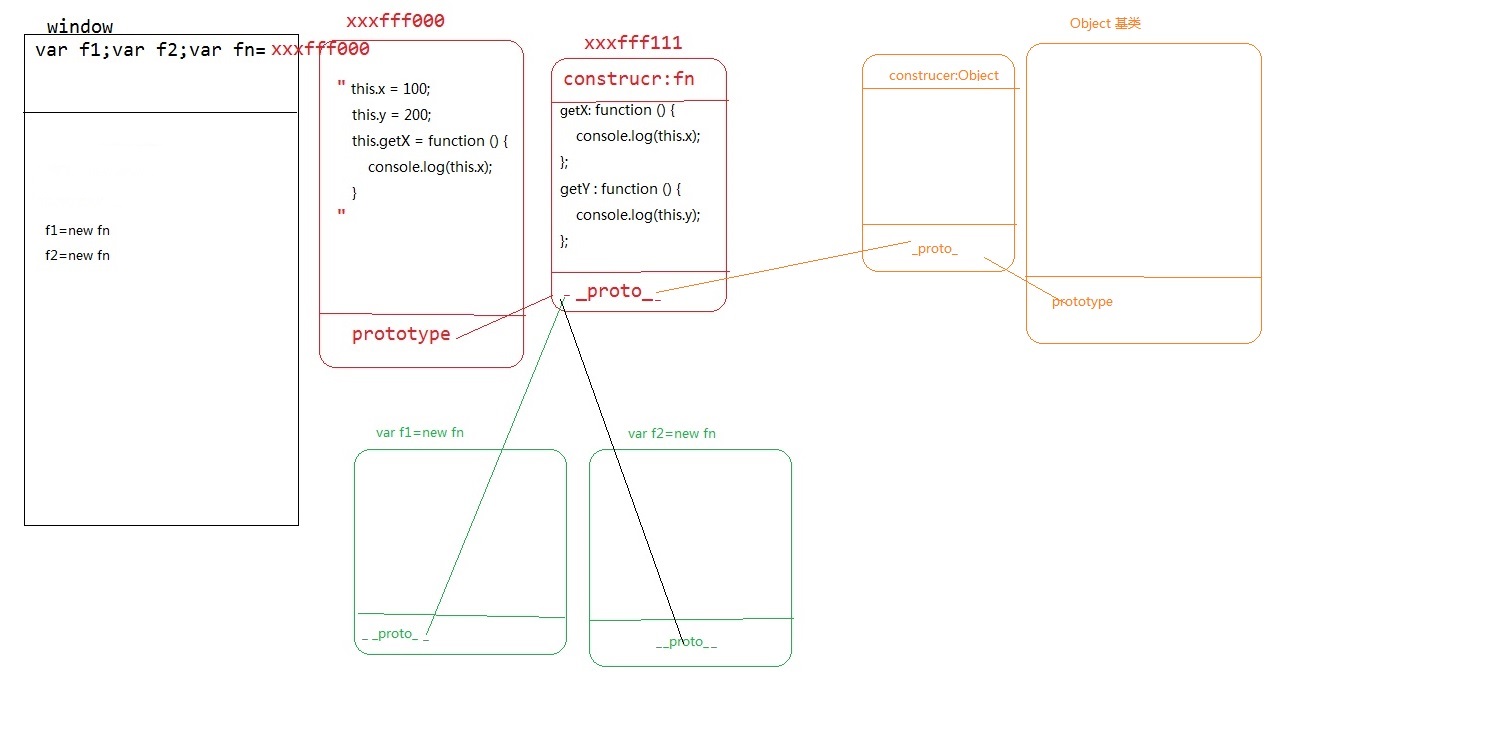 window
var f1;var f2;var fn= xxxfff000
f1=new fn
f2=new fn
xxxfff000
" this.x = 100;
this.y = 200;
this.getX = function () {
console.log(this.x);
}
"
prototype
xxxfff111
construcr:fn
getX: function () {
console.log(this.x);
};
getY : function () {
console.log(this.y);
};
_ _proto_ _
construcer:Object
_proto_
Object 基类
prototype
var f1=new fn
_ _proto_ _
var f2=new fn
__proto__